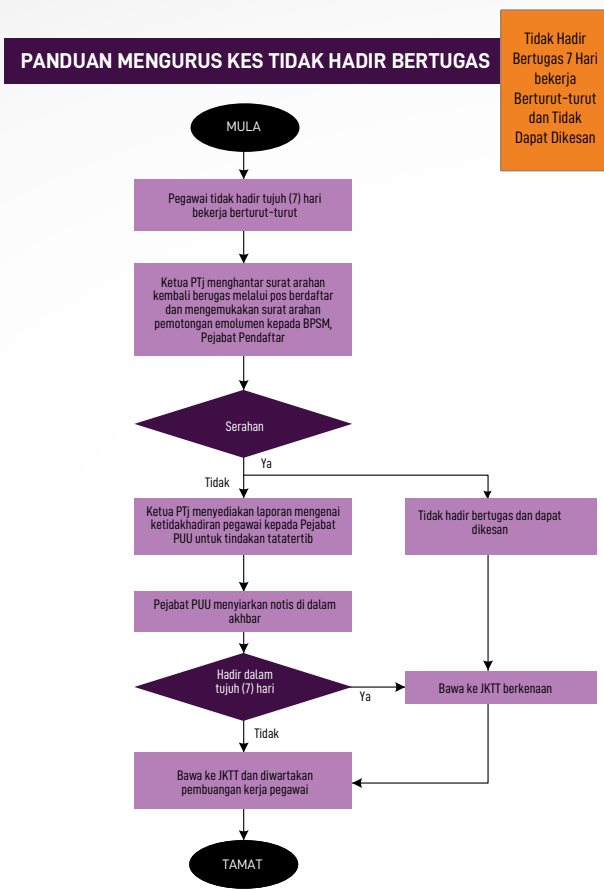 PANDUAN MENGURUS KES TIDAK HADIR BERTUGAS
Tidak Hadir
Bertugas 7 Hari
bekerja
Berturut-turut
dan Tidak
Dapat Dikesan
MULA
Pegawai tidak hadir tujuh (7) hari
bekerja berturut-turut
Ketua PTj menghantar surat arahan
kembali berugas melalui pos berdaftar
dan mengemukakan surat arahan
pemotongan emolumen kepada BPSM,
Pejabat Pendaftar
Serahan
Ya
Tidak
Ketua PTj menyediakan laporan mengenai
ketidakhadiran pegawai kepada Pejabat
PUU untuk tindakan tatatertib
Tidak hadir bertugas dan dapat
dikesan
Pejabat PUU menyiarkan notis di dalam
akhbar
Hadir dalam
tujuh (7) hari
Ya
Bawa ke JKTT berkenaan
Tidak
Bawa ke JKTT dan diwartakan
pembuangan kerja pegawai
TAMAT